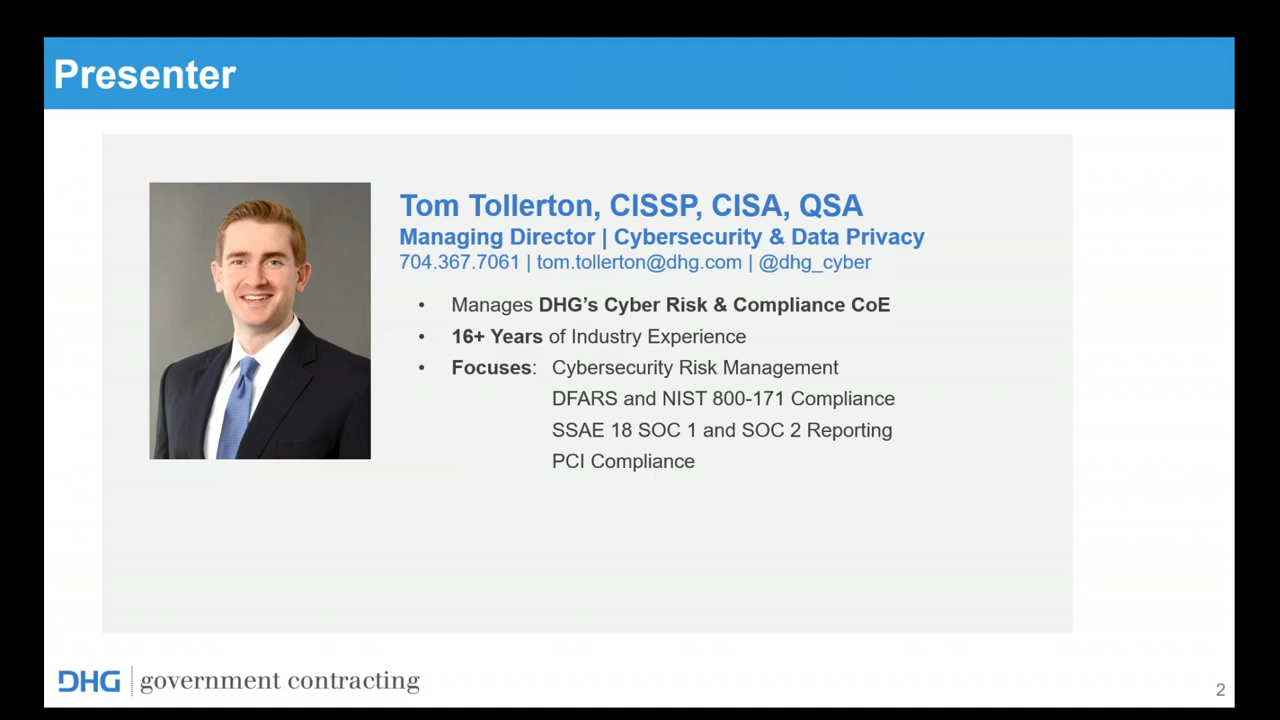 Presenter
Tom Tollerton, CISSP, CISA, QSA
Managing Director | Cybersecurity & Data Privacy
704.367.7061 | tom.tollerton@dhg.com | @dhg_cyber
• Manages DHG’s Cyber Risk & Compliance CoE
• 16+ Years of Industry Experience
• Focuses: Cybersecurity Risk Management
DFARS and NIST 800-171 Compliance
SSAE 18 SOC 1 and SOC 2 Reporting
PCI Compliance
DHG government contracting
2